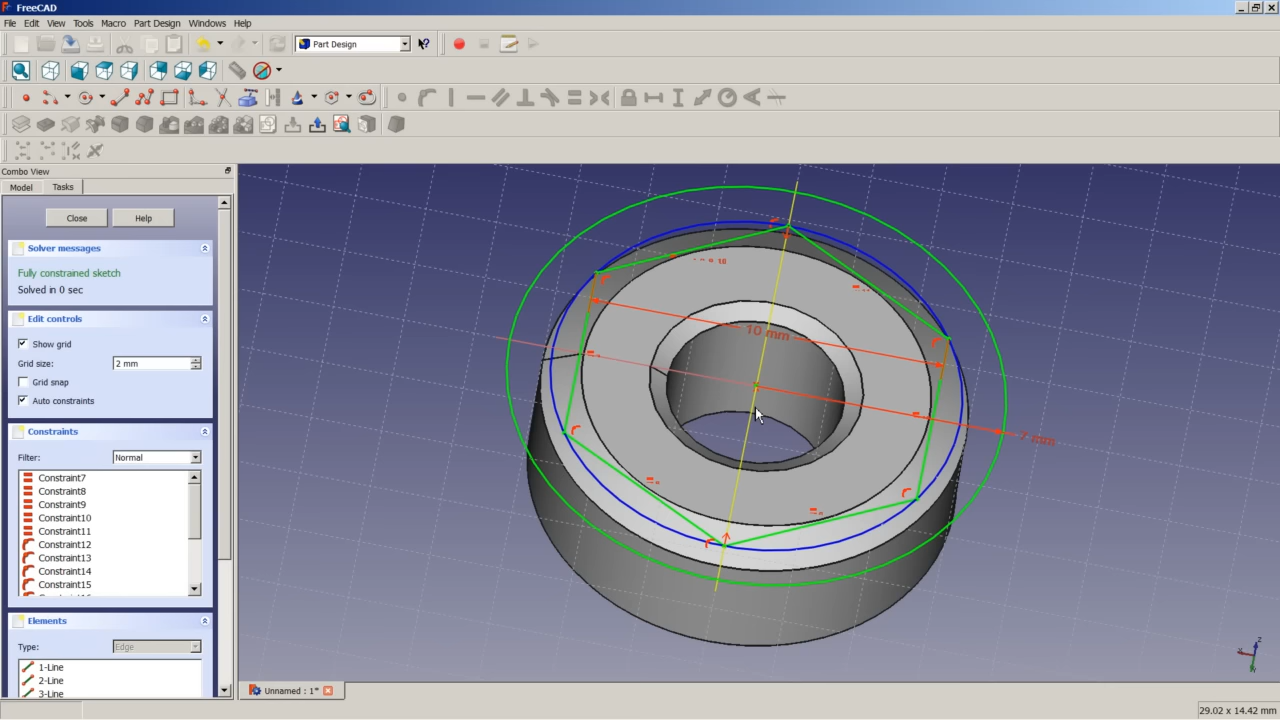 FreeCAD
File Edit View Tools Macro Part Design Windows Help
Part Design
Combo View
Model Tasks
Close Help
Solver messages
Fully constrained sketch
Solved in 0 sec
Edit controls
Show grid
Grid size: 2 mm
Grid snap
Auto constraints
Constraints
Filter: Normal
Constraint7
Constraint8
Constraint9
Constraint10
Constraint11
Constraint12
Constraint13
Constraint14
Constraint15
Elements
Type: Edge
1-Line
2-Line
3-Line
10 mm
7 mm
Unnamed : 1*
29.02 x 14.42 mm